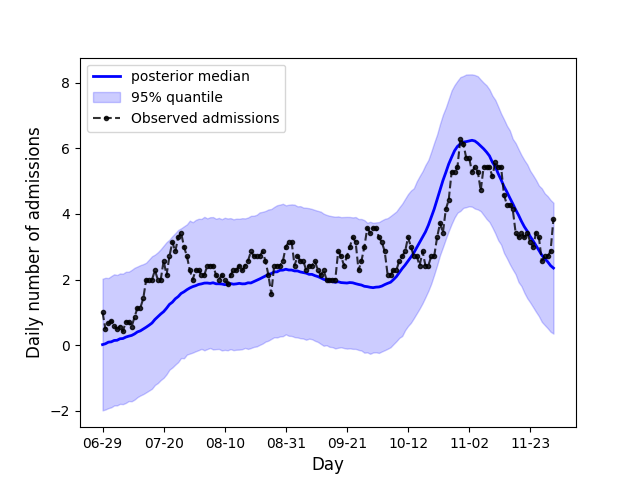 posterior median
95% quantile
Observed admissions
Daily number of admissions
8
6
4
2
0
−2
06-29 07-20 08-10 08-31 09-21 10-12 11-02 11-23
Day